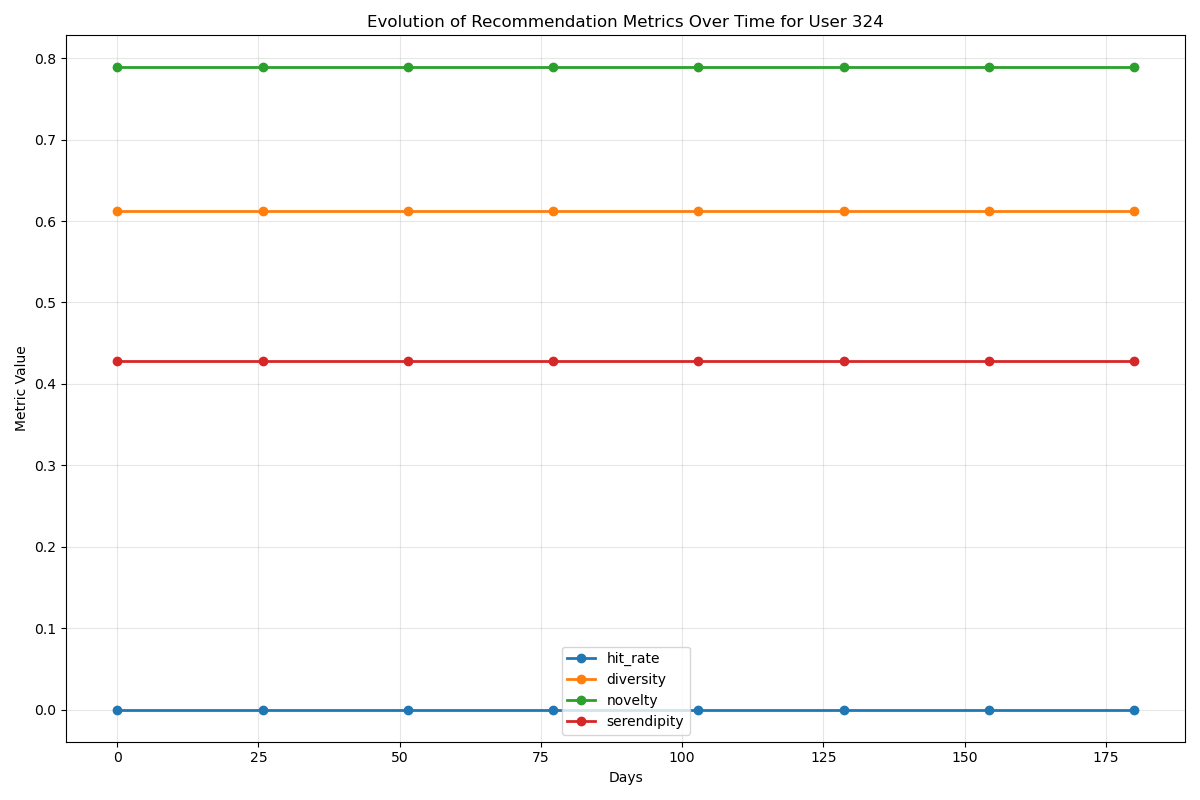 Evolution of Recommendation Metrics Over Time for User 324
Metric Value
0.8
0.7
0.6
0.5
0.4
0.3
0.2
0.1
0.0
hit_rate
diversity
novelty
serendipity
0 25 50 75 100 125 150 175
Days